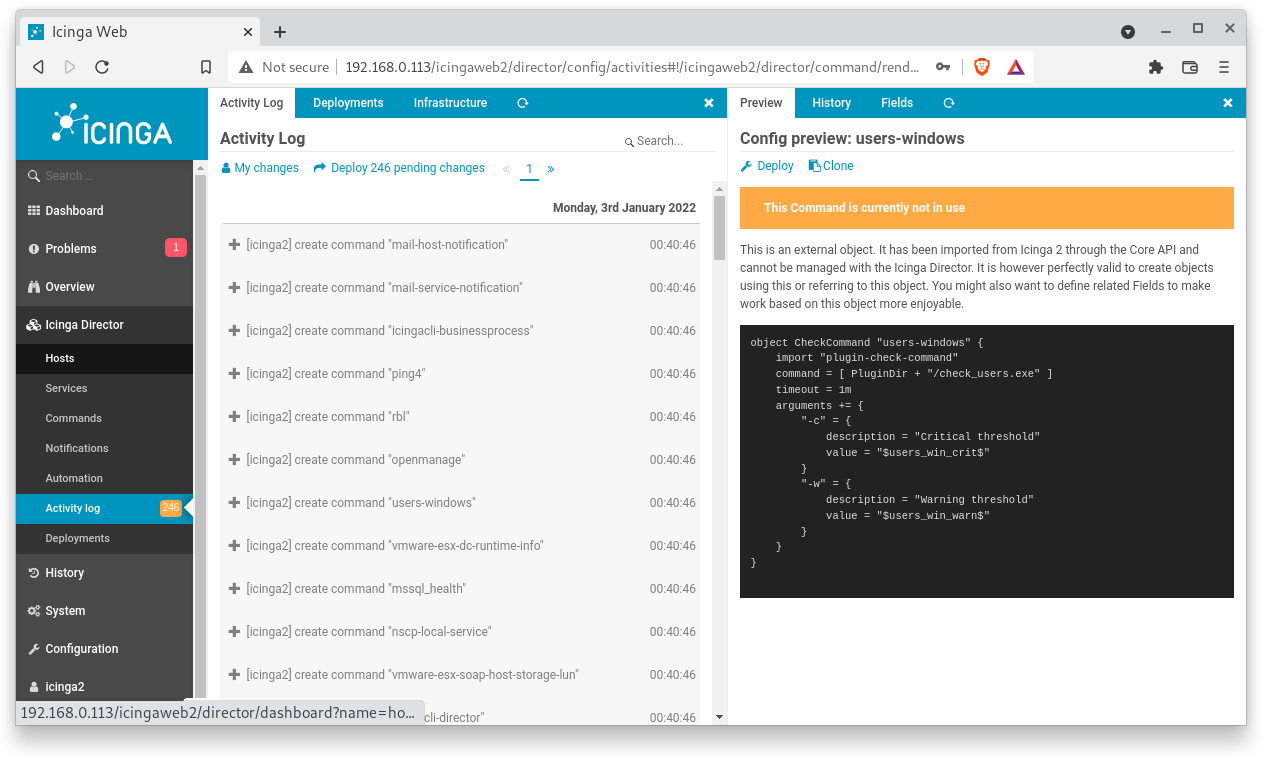 Icinga Web
Not secure
192.168.0.113/icingaweb2/director/config/activities#!/icingaweb2/director/command/rend...
ICINGA
Search ...
Dashboard
Problems 1
Overview
Icinga Director
Hosts
Services
Commands
Notifications
Automation
Activity log 246
Deployments
History
System
Configuration
icinga2
192.168.0.113/icingaweb2/director/dashboard?name=ho...
Activity Log Deployments Infrastructure
Activity Log
Search...
My changes Deploy 246 pending changes « 1 »
Monday, 3rd January 2022
[icinga2] create command "mail-host-notification" 00:40:46
[icinga2] create command "mail-service-notification" 00:40:46
[icinga2] create command "icingacli-businessprocess" 00:40:46
[icinga2] create command "ping4" 00:40:46
[icinga2] create command "rbl" 00:40:46
[icinga2] create command "openmanage" 00:40:46
[icinga2] create command "users-windows" 00:40:46
[icinga2] create command "vmware-esx-dc-runtime-info" 00:40:46
[icinga2] create command "mssql_health" 00:40:46
[icinga2] create command "nscp-local-service" 00:40:46
[icinga2] create command "vmware-esx-soap-host-storage-lun" 00:40:46
cli-director" 00:40:46
Preview History Fields
Config preview: users-windows
Deploy Clone
This Command is currently not in use
This is an external object. It has been imported from Icinga 2 through the Core API and
cannot be managed with the Icinga Director. It is however perfectly valid to create objects
using this or referring to this object. You might also want to define related Fields to make
work based on this object more enjoyable.
object CheckCommand "users-windows" {
    import "plugin-check-command"
    command = [ PluginDir + "/check_users.exe" ]
    timeout = 1m
    arguments += {
        "-c" = {
            description = "Critical threshold"
            value = "$users_win_crit$"
        }
        "-w" = {
            description = "Warning threshold"
            value = "$users_win_warn$"
        }
    }
}